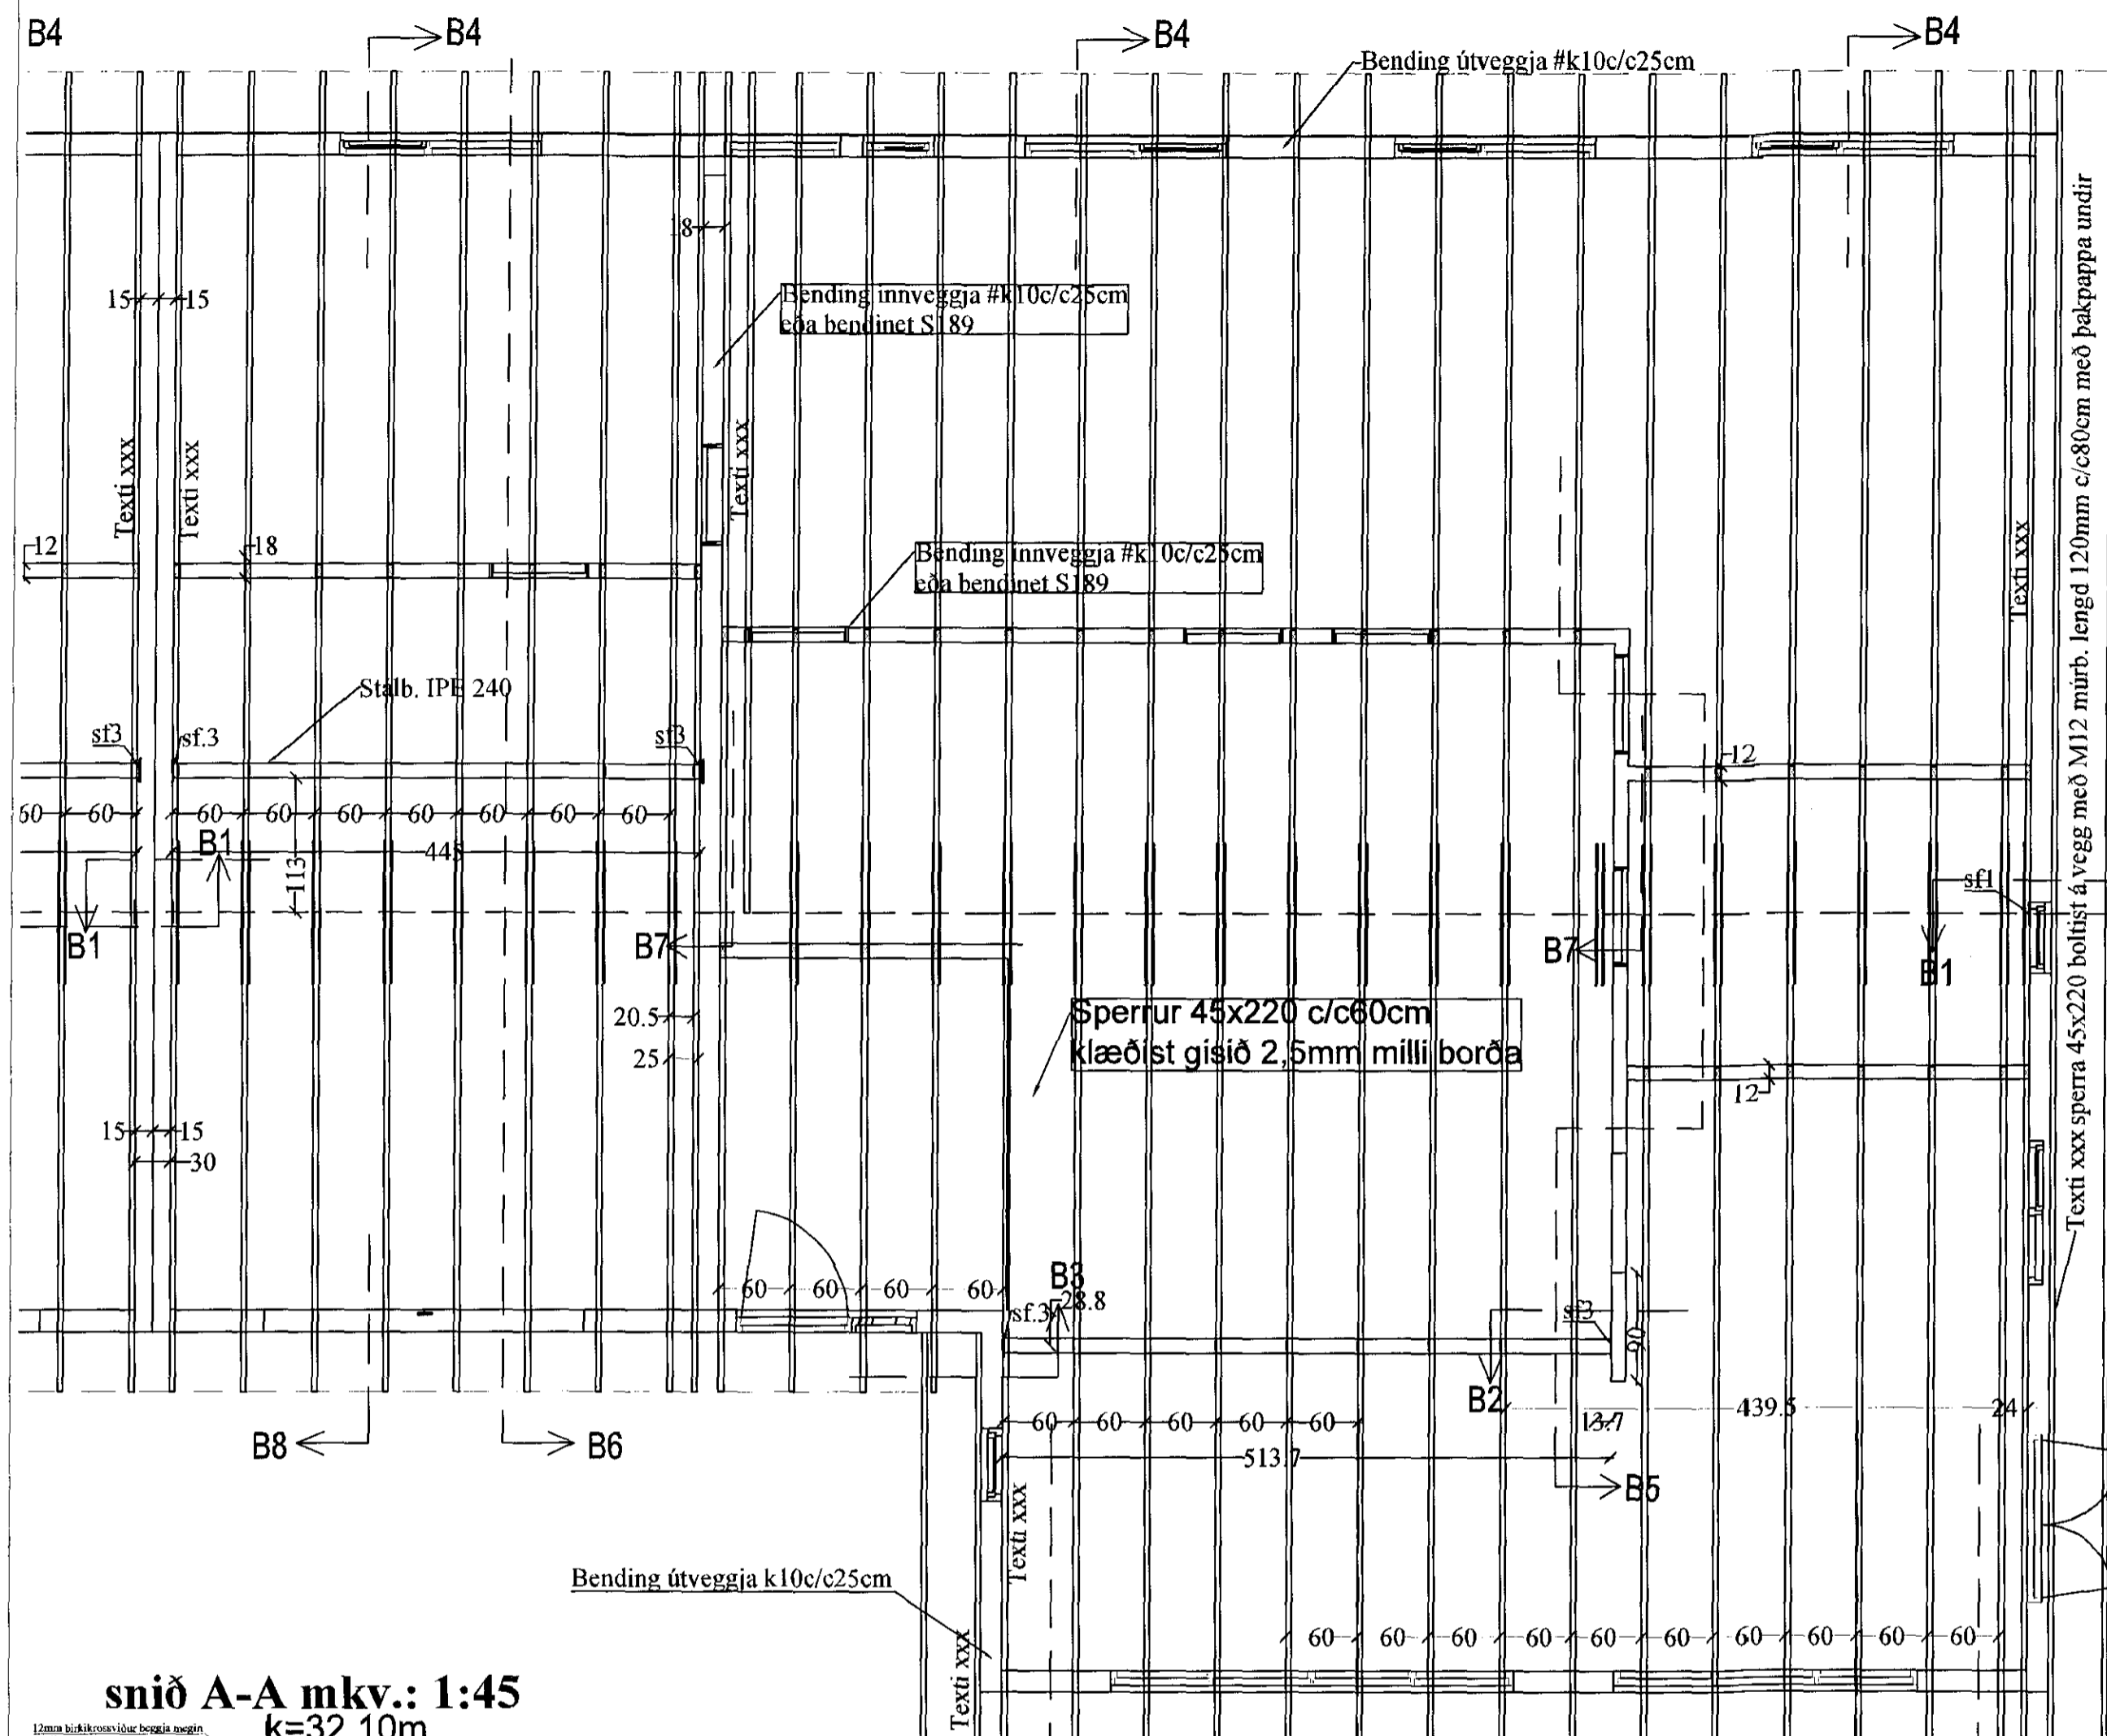 B4
B4
B4
B4
Bending útveggja #k10c/c25cm
8
15
15
Bending innveggja #k10c/c25cm
eða bendinet S189
Texti xxx
Texti xxx
Texti xxx
Texti xxx
Texti xxx sperra 45x220 boltist á vegg með M12 múrb. lengd 120mm c/c80cm með þakpappa undir
12
18
Bending innveggja #k10c/c25cm
eða bendinet S189
Stálb. IPE 240
sf3
sf.3
sf3
12
60
60
60
60
60
60
60
60
60
B1
445
113
sf1
B1
B7
B7
B1
20.5
25
Sperrur 45x220 c/c60cm
klæðist gisið 2,5mm milli borða
12
15
15
30
60
60
60
60
B3
28.8
sf.3
sf3
90
B2
60
60
60
60
60
13.7
439.5
24
B8
B6
513.7
B5
Texti xxx
Bending útveggja k10c/c25cm
Texti xxx
60
60
60
60
60
60
60
60
60
60
snið A-A mkv.: 1:45
12mm birkikrossviður beggja megin
k=32.10m